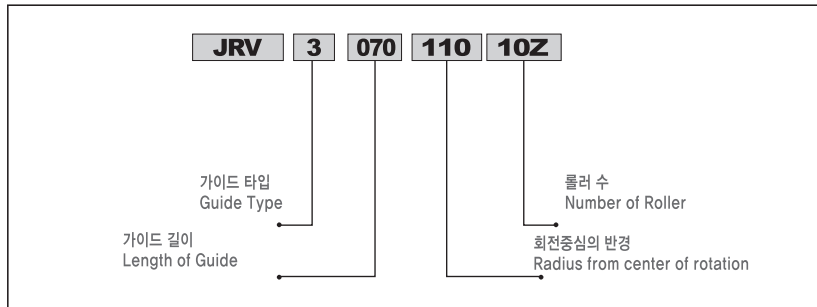 JRV 3 070 110 10Z
가이드 타입
Guide Type
롤러 수
Number of Roller
가이드 길이
Length of Guide
회전중심의 반경
Radius from center of rotation